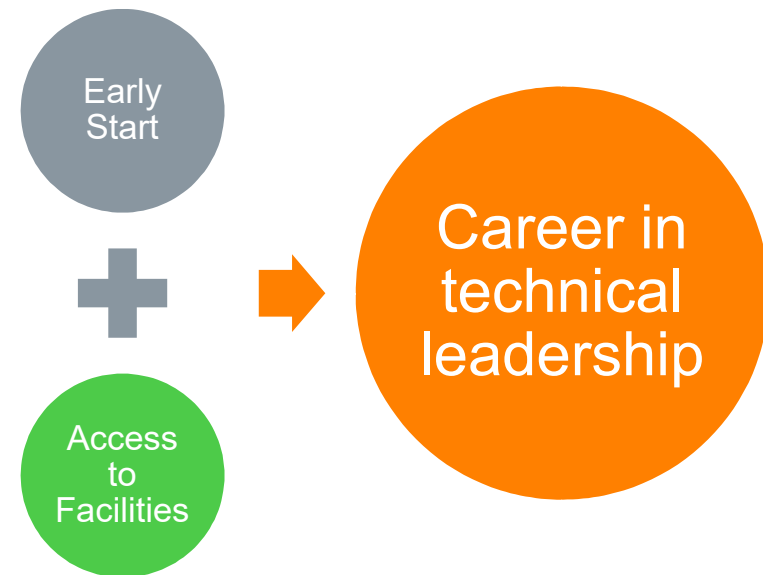 Early
Start
Access
to
Facilities
Career in
technical
leadership